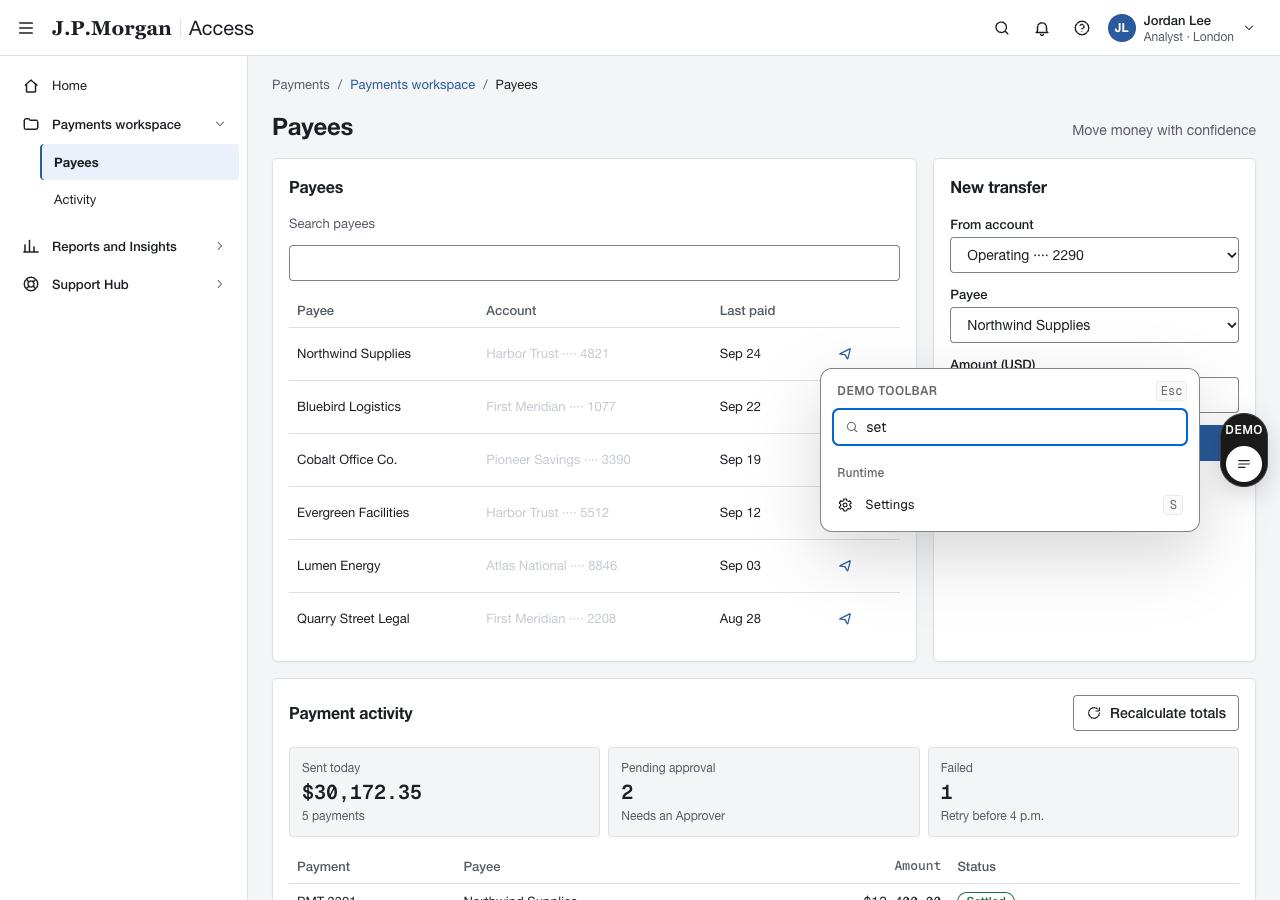 J.P.Morgan Access
JL
Jordan Lee
Analyst · London
Home
Payments workspace
Payees
Activity
Reports and Insights
Support Hub
Payments / Payments workspace / Payees
Payees
Move money with confidence
Payees
Search payees
Payee Account Last paid
Northwind Supplies Harbor Trust ···· 4821 Sep 24
Bluebird Logistics First Meridian ···· 1077 Sep 22
Cobalt Office Co. Pioneer Savings ···· 3390 Sep 19
Evergreen Facilities Harbor Trust ···· 5512 Sep 12
Lumen Energy Atlas National ···· 8846 Sep 03
Quarry Street Legal First Meridian ···· 2208 Aug 28
New transfer
From account
Operating ···· 2290
Payee
Northwind Supplies
Amount (USD)
DEMO TOOLBAR Esc
set
Runtime
Settings S
DEMO
Payment activity
Recalculate totals
Sent today
$30,172.35
5 payments
Pending approval
2
Needs an Approver
Failed
1
Retry before 4 p.m.
Payment Payee Amount Status
Northwind Supplies Settled